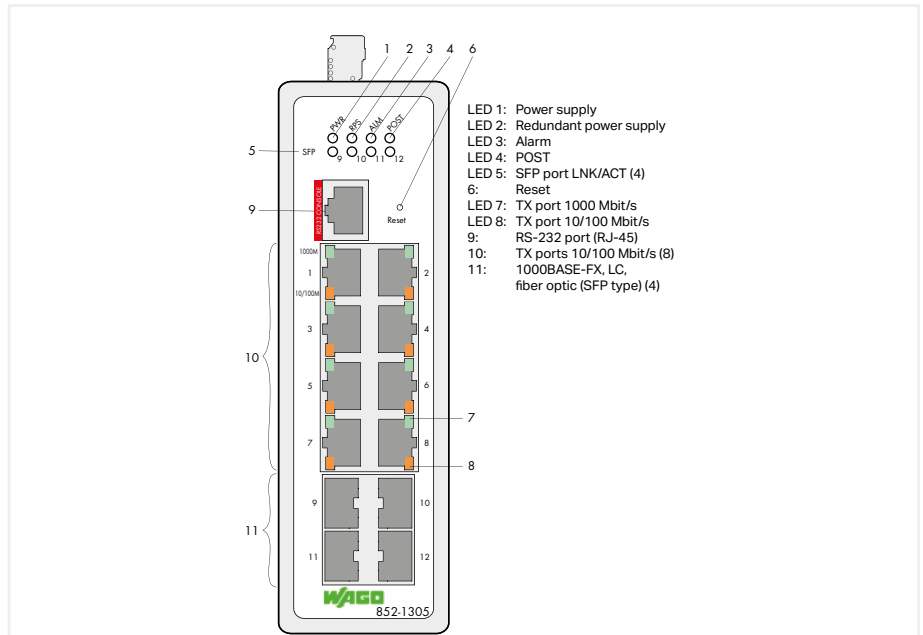 1 2 3 4 6
PWR RPS ALM POST
5 SFP 9 10 11 12
RS232 CONSOLE
9
Reset
1000M
1 2
10/100M
3 4
10
5 6
7
7 8
8
9 10
11
11 12
WAGO
852-1305
LED 1: Power supply
LED 2: Redundant power supply
LED 3: Alarm
LED 4: POST
LED 5: SFP port LNK/ACT (4)
6: Reset
LED 7: TX port 1000 Mbit/s
LED 8: TX port 10/100 Mbit/s
9: RS-232 port (RJ-45)
10: TX ports 10/100 Mbit/s (8)
11: 1000BASE-FX, LC,
fiber optic (SFP type) (4)